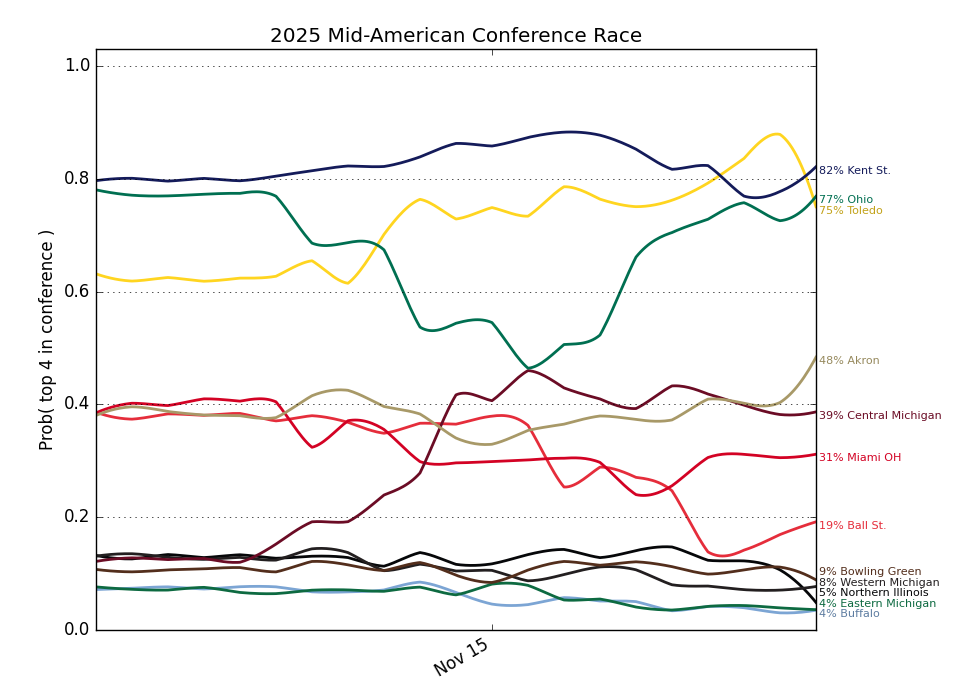 2025 Mid-American Conference Race
1.0
0.8
0.6
0.4
0.2
0.0
Prob( top 4 in conference )
Nov 15
82% Kent St.
77% Ohio
75% Toledo
48% Akron
39% Central Michigan
31% Miami OH
19% Ball St.
9% Bowling Green
8% Western Michigan
5% Northern Illinois
4% Eastern Michigan
4% Buffalo